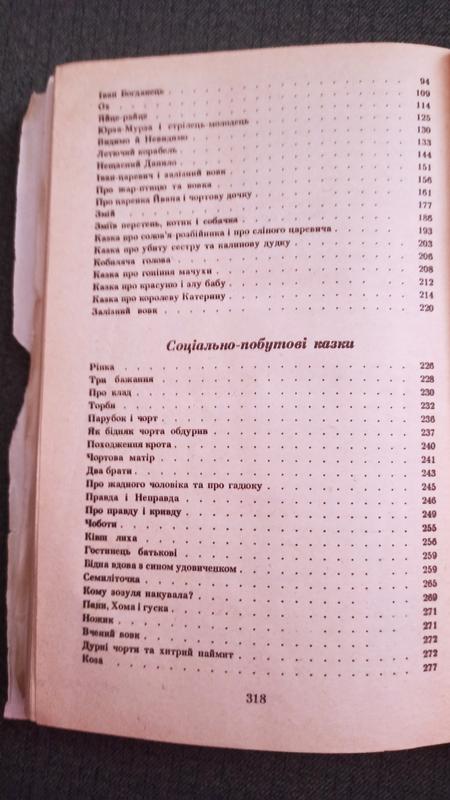 Іван Богданець . . . 94
Ох . . . 109
Яйце-райце . . . 114
Юрза-Мурза і стрілець-молодець . . . 125
Видимо й Невидимо . . . 130
Летючий корабель . . . 133
Нещасний Данило . . . 144
Іван-царевич і залізний вовк . . . 151
Про жар-птицю та вовка . . . 156
Про царенка Йвана і чортову дочку . . . 161
Змій . . . 177
Зміїв перстень, котик і собачка . . . 186
Казка про солов'я-розбійника і про сліпого царевича . . . 193
Казка про убиту сестру та калинову дудку . . . 203
Кобиляча голова . . . 206
Казка про гоніння мачухи . . . 208
Казка про красуню і злу бабу . . . 212
Казка про королеву Катерину . . . 214
Залізний вовк . . . 220
Соціально-побутові казки
Ріпка . . . 226
Три бажання . . . 228
Про клад . . . 230
Торби . . . 232
Парубок і чорт . . . 236
Як бідняк чорта обдурив . . . 237
Походження крота . . . 240
Чортова матір . . . 241
Два брати . . . 243
Про жадного чоловіка та про гадюку . . . 245
Правда і Неправда . . . 246
Про правду і кривду . . . 249
Чоботи . . . 255
Ківш лиха . . . 256
Гостинець батькові . . . 259
Бідна вдова з сином удовиченком . . . 259
Семиліточка . . . 265
Кому зозуля накувала? . . . 269
Пани, Хома і гуска . . . 271
Ножик . . . 271
Вчений вовк . . . 272
Дурні чорти та хитрий наймит . . . 272
Коза . . . 277
318